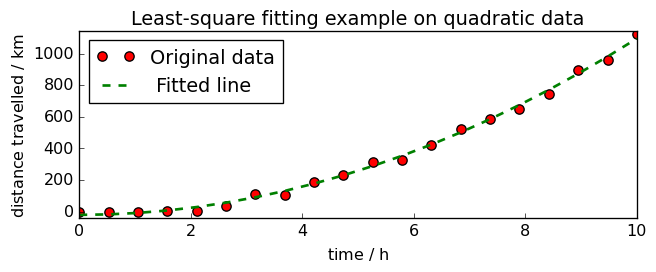 Least-square fitting example on quadratic data
distance travelled / km
1000
800
600
400
200
0
Original data
Fitted line
0 2 4 6 8 10
time / h